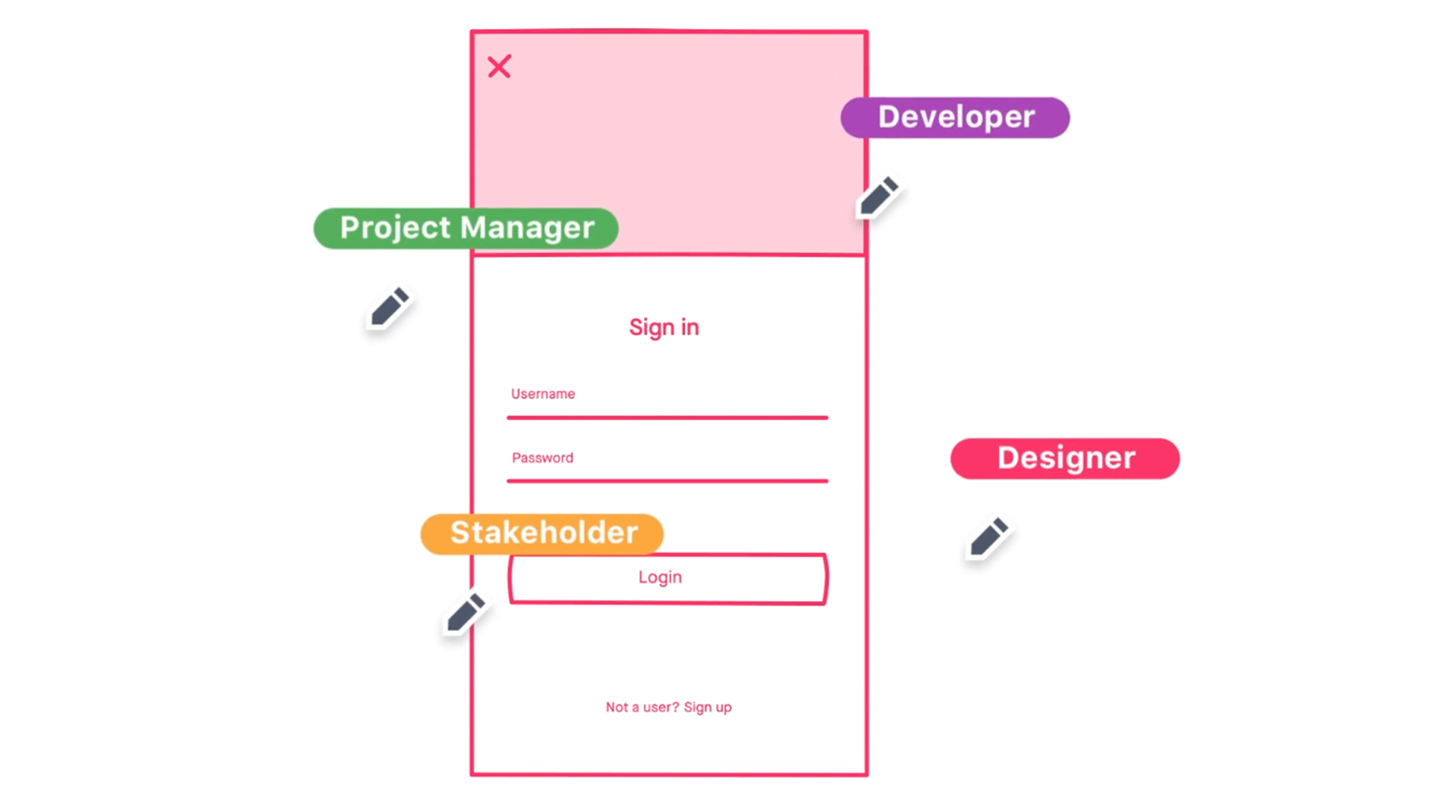 Developer
Project Manager
Sign in
Username
Password
Designer
Stakeholder
Login
Not a user? Sign up